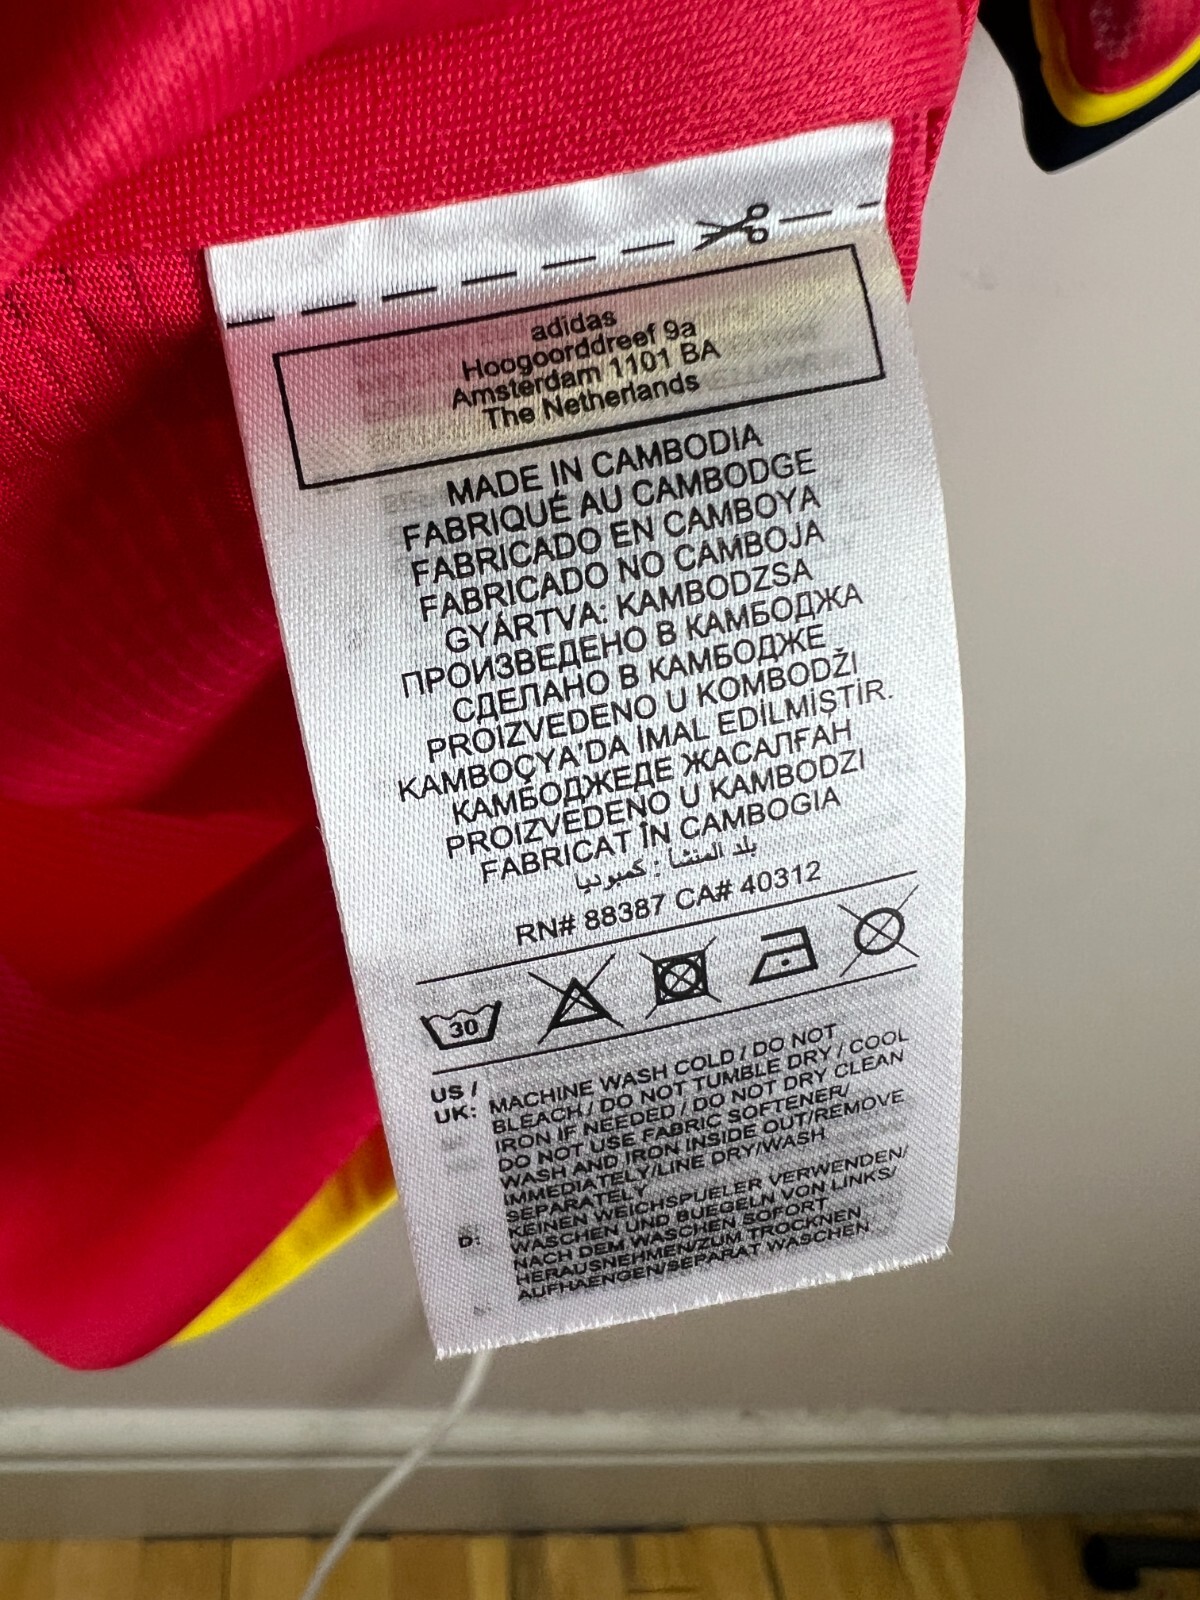 adidas
Hoogoorddreef 9a
Amsterdam 1101 BA
The Netherlands
MADE IN CAMBODIA
FABRIQUÉ AU CAMBODGE
FABRICADO EN CAMBOYA
FABRICADO NO CAMBOJA
GYÁRTVA: KAMBODZSA
ПРОИЗВЕДЕНО В КАМБОДЖА
СДЕЛАНО В КАМБОДЖЕ
PROIZVEDENO U KOMBODŽI
KAMBOÇYA'DA İMAL EDİLMİŞTİR.
КАМБОДЖЕДЕ ЖАСАЛҒАН
PROIZVEDENO U KAMBODZI
FABRICAT ÎN CAMBOGIA
بلد المنشأ : كمبوديا
RN# 88387 CA# 40312
30
US / UK: MACHINE WASH COLD / DO NOT
BLEACH / DO NOT TUMBLE DRY / COOL
IRON IF NEEDED / DO NOT DRY CLEAN
DO NOT USE FABRIC SOFTENER/
WASH AND IRON INSIDE OUT/REMOVE
IMMEDIATELY/LINE DRY/WASH
SEPARATELY
D: KEINEN WEICHSPUELER VERWENDEN/
WASCHEN UND BUEGELN VON LINKS/
NACH DEM WASCHEN SOFORT
HERAUSNEHMEN/ZUM TROCKNEN
AUFHAENGEN/SEPARAT WASCHEN